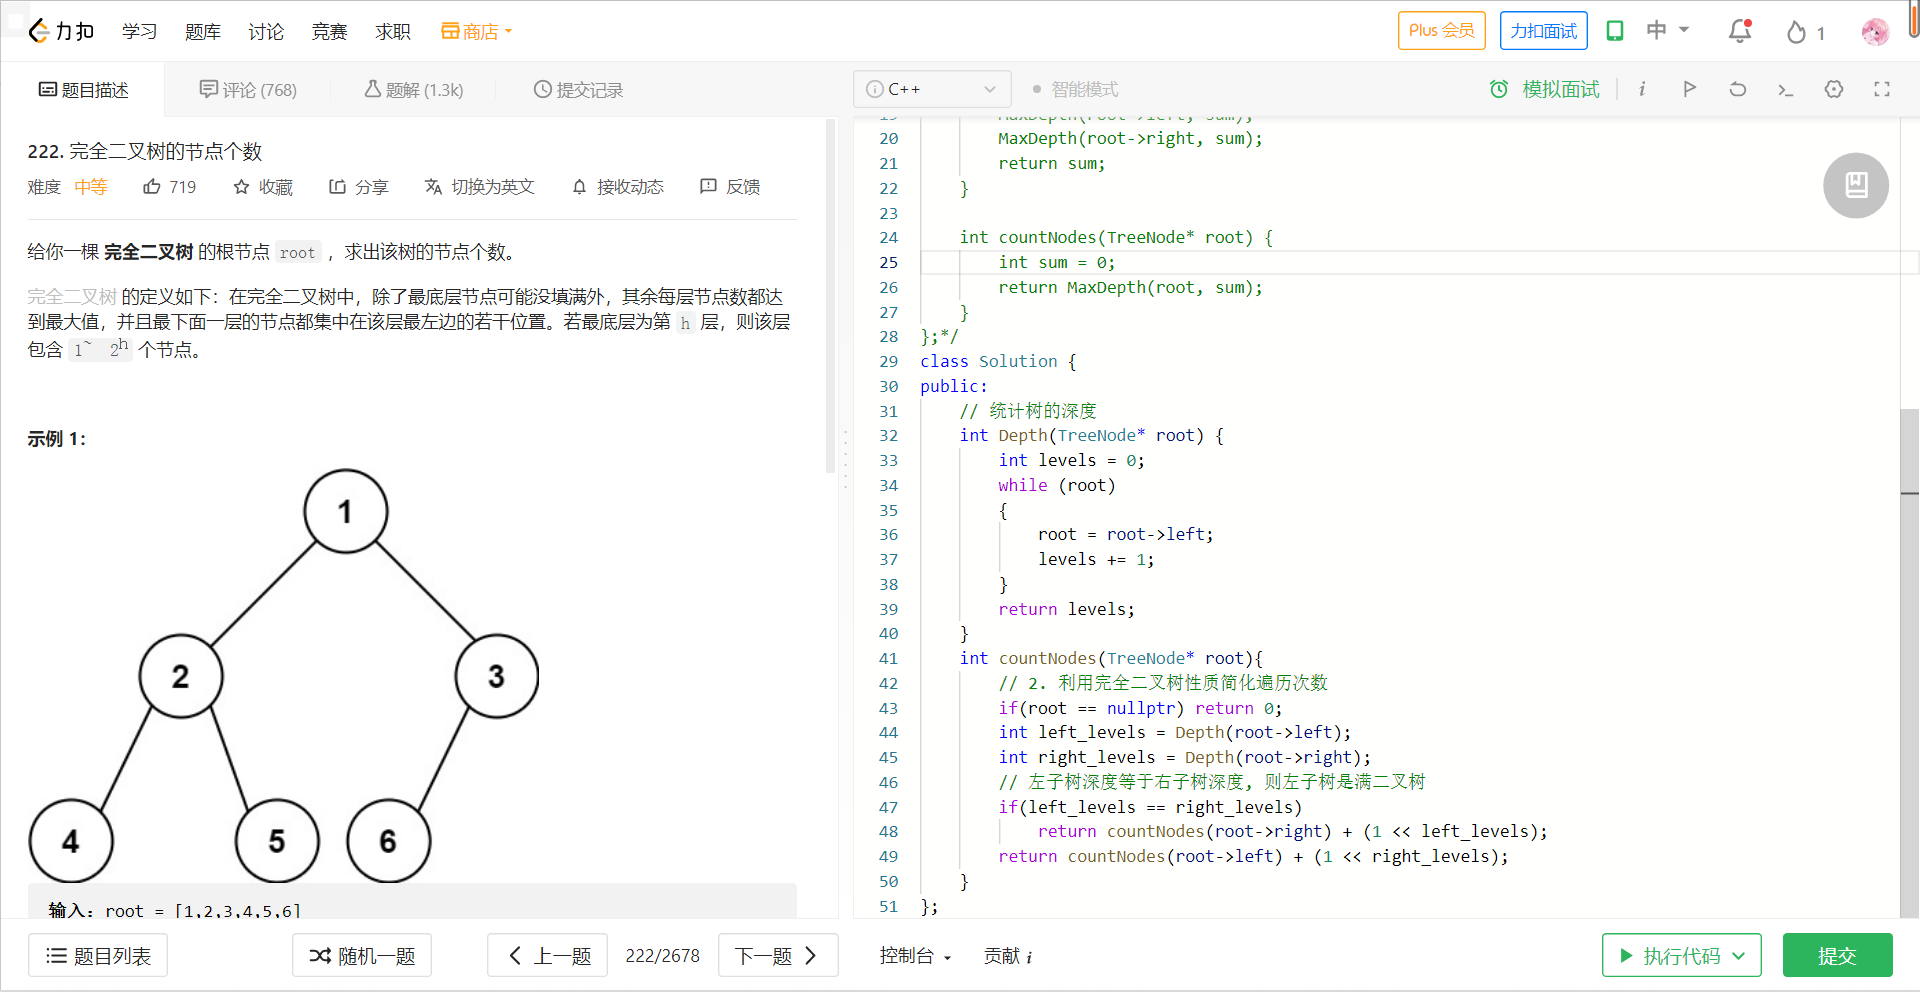 力扣 学习 题库 讨论 竞赛 求职 商店 Plus 会员 力扣面试 中 1
题目描述 评论 (768) 题解 (1.3k) 提交记录
222. 完全二叉树的节点个数
难度 中等 719 收藏 分享 切换为英文 接收动态 反馈
给你一棵 完全二叉树 的根节点 root ，求出该树的节点个数。
完全二叉树 的定义如下：在完全二叉树中，除了最底层节点可能没填满外，其余每层节点数都达
到最大值，并且最下面一层的节点都集中在该层最左边的若干位置。若最底层为第 h 层，则该层
包含 1~ 2^h 个节点。
示例 1：
1
2 3
4 5 6
输入：root = [1,2,3,4,5,6]
题目列表 随机一题 上一题 222/2678 下一题
C++ 智能模式 模拟面试 i
19 MaxDepth(root->left, sum);
20 MaxDepth(root->right, sum);
21 return sum;
22 }
23
24 int countNodes(TreeNode* root) {
25 int sum = 0;
26 return MaxDepth(root, sum);
27 }
28 };*/
29 class Solution {
30 public:
31 // 统计树的深度
32 int Depth(TreeNode* root) {
33 int levels = 0;
34 while (root)
35 {
36 root = root->left;
37 levels += 1;
38 }
39 return levels;
40 }
41 int countNodes(TreeNode* root){
42 // 2. 利用完全二叉树性质简化遍历次数
43 if(root == nullptr) return 0;
44 int left_levels = Depth(root->left);
45 int right_levels = Depth(root->right);
46 // 左子树深度等于右子树深度, 则左子树是满二叉树
47 if(left_levels == right_levels)
48 return countNodes(root->right) + (1 << left_levels);
49 return countNodes(root->left) + (1 << right_levels);
50 }
51 };
控制台 贡献 i 执行代码 提交